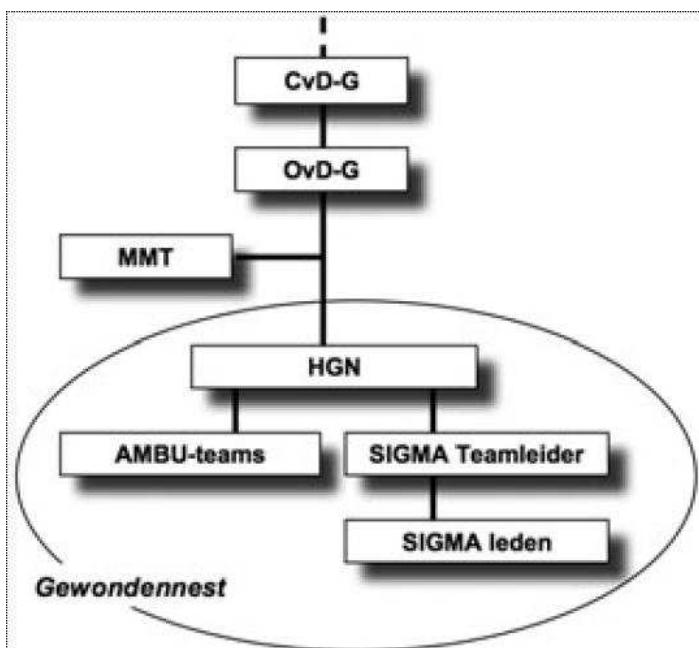 CvD-G
OvD-G
MMT
HGN
AMBU-teams
SIGMA Teamleider
SIGMA leden
Gewondennest